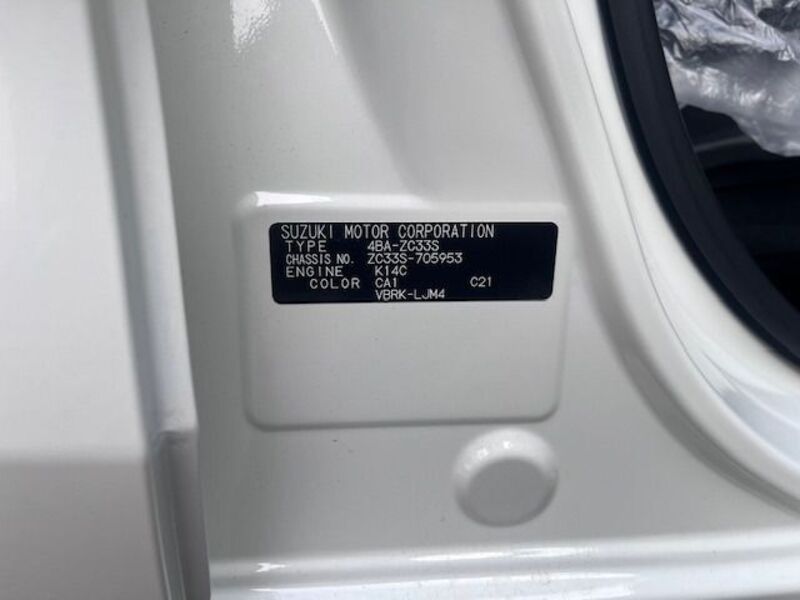 SUZUKI MOTOR CORPORATION
TYPE 4BA-ZC33S
CHASSIS NO. ZC33S-705953
ENGINE K14C
COLOR CA1 C21
VBRK-LJM4